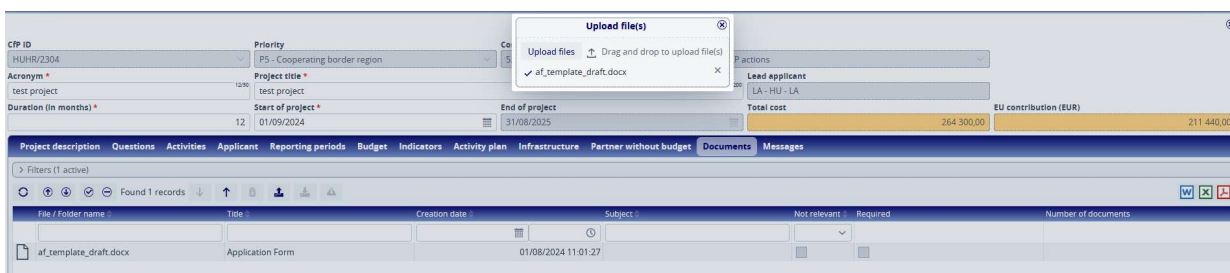 Upload file(s)
Upload files Drag and drop to upload file(s)
af_template_draft.docx
CfP ID Priority
HUHR/2304 P5 - Cooperating border region 5. P actions
Acronym * Project title * Lead applicant
test project 12/30 test project 200 LA - HU - LA
Duration (in months) * Start of project * End of project Total cost EU contribution (EUR)
12 01/09/2024 31/08/2025 264 300,00 211 440,00
Project description Questions Activities Applicant Reporting periods Budget Indicators Activity plan Infrastructure Partner without budget Documents Messages
> Filters (1 active)
Found 1 records
File / Folder name Title Creation date Subject Not relevant Required Number of documents
af_template_draft.docx Application Form 01/08/2024 11:01:27